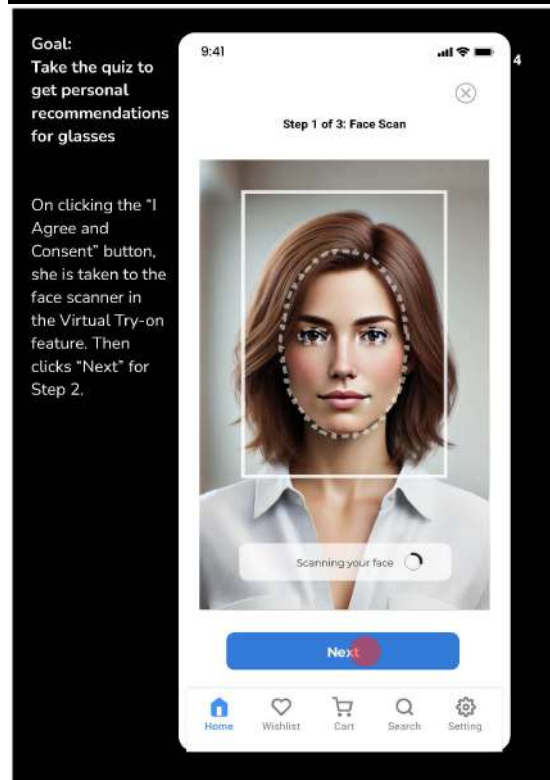 Goal:
Take the quiz to
get personal
recommendations
for glasses
On clicking the “I
Agree and
Consent” button,
she is taken to the
face scanner in
the Virtual Try-on
feature. Then
clicks “Next” for
Step 2.
9:41
4
Step 1 of 3: Face Scan
Scanning your face
Next
Home
Wishlist
Cart
Search
Setting